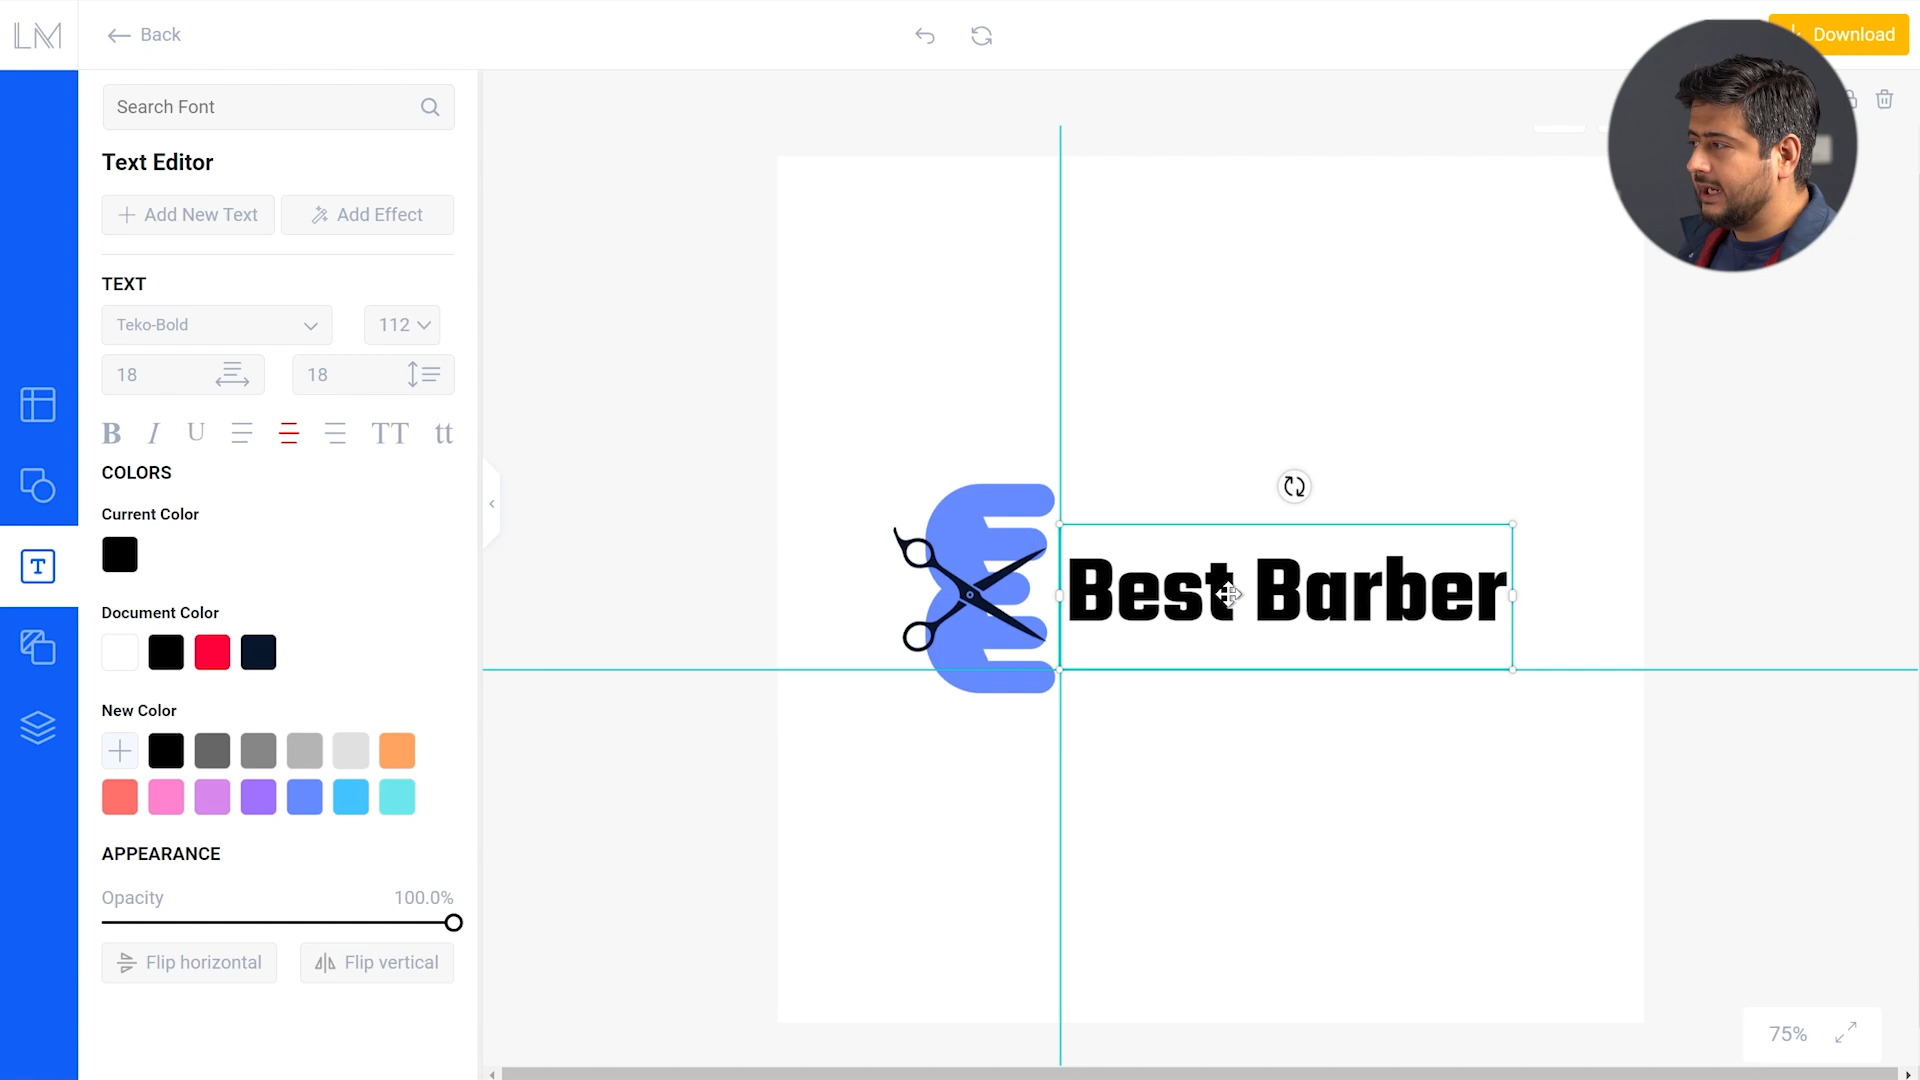 LM
Back
Download
Search Font
Text Editor
Add New Text
Add Effect
TEXT
Teko-Bold
112
18
18
B I U TT tt
COLORS
Current Color
Document Color
New Color
APPEARANCE
Opacity
100.0%
Flip horizontal
Flip vertical
T
Best Barber
75%